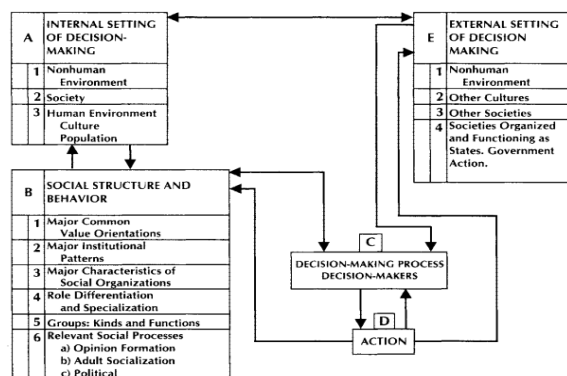 A
INTERNAL SETTING
OF DECISION-
MAKING
1 Nonhuman
Environment
2 Society
3 Human Environment
Culture
Population
B
SOCIAL STRUCTURE AND
BEHAVIOR
1 Major Common
Value Orientations
2 Major Institutional
Patterns
3 Major Characteristics of
Social Organizations
4 Role Differentiation
and Specialization
5 Groups: Kinds and Functions
6 Relevant Social Processes
a) Opinion Formation
b) Adult Socialization
c) Political
C
DECISION-MAKING PROCESS
DECISION-MAKERS
D
ACTION
E
EXTERNAL SETTING
OF DECISION
MAKING
1 Nonhuman
Environment
2 Other Cultures
3 Other Societies
4 Societies Organized
and Functioning as
States. Government
Action.